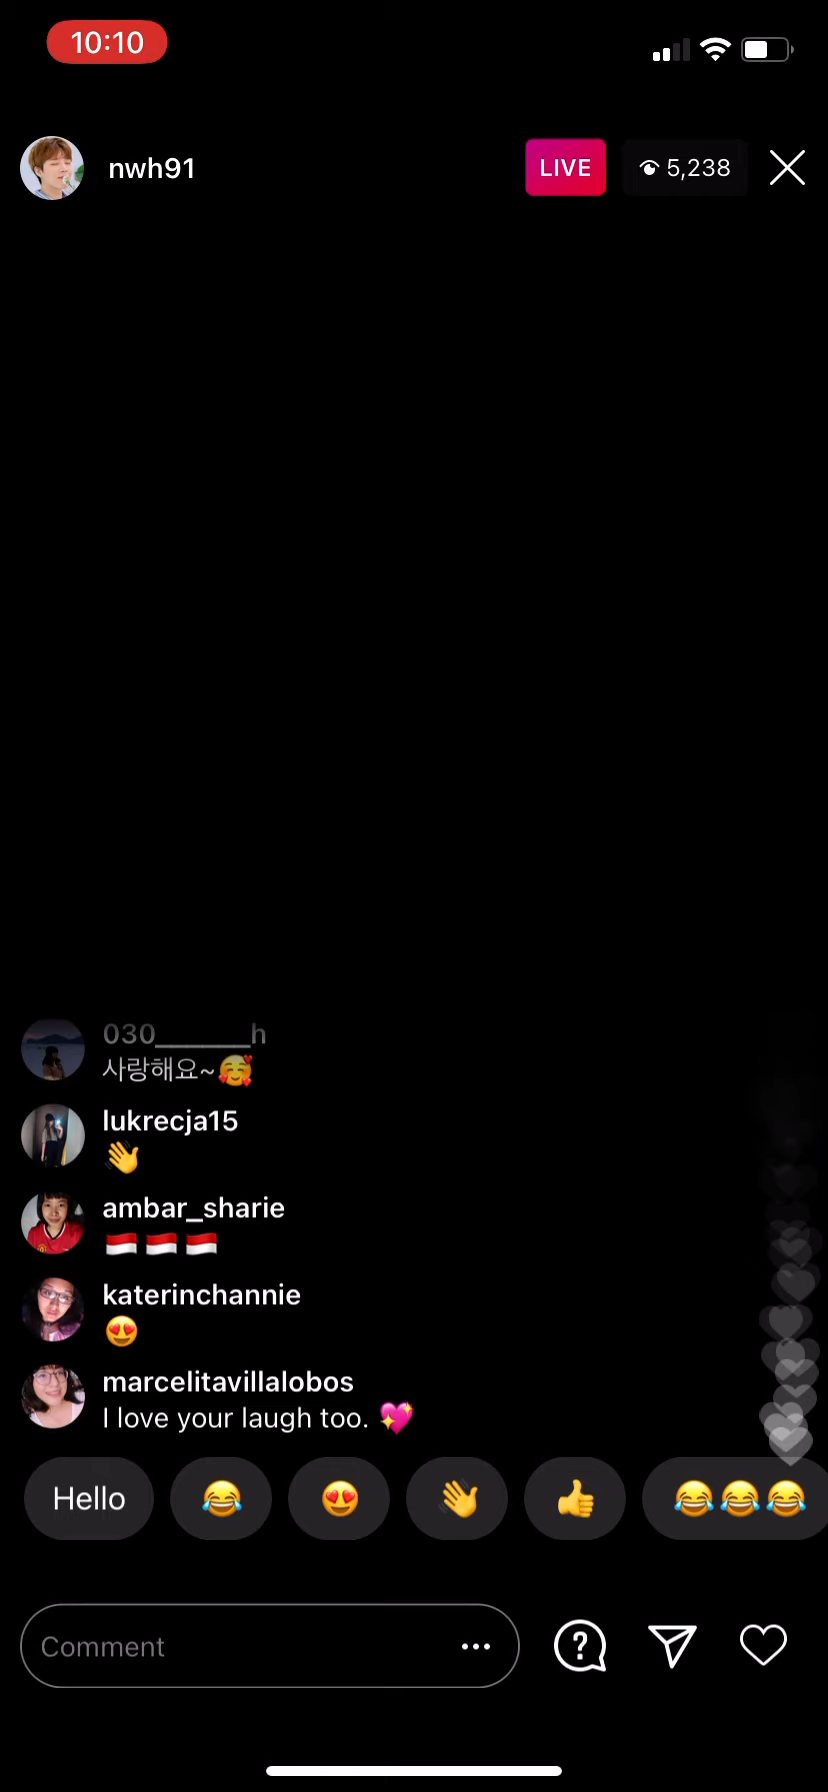 10:10
nwh91
LIVE
5,238
030______h
사랑해요~🥰
lukrecja15
👋
ambar_sharie
🇮🇩🇮🇩🇮🇩
katerinchannie
😍
marcelitavillalobos
I love your laugh too. 💖
Hello 😂 😍 👋 👍 😂😂😂
Comment